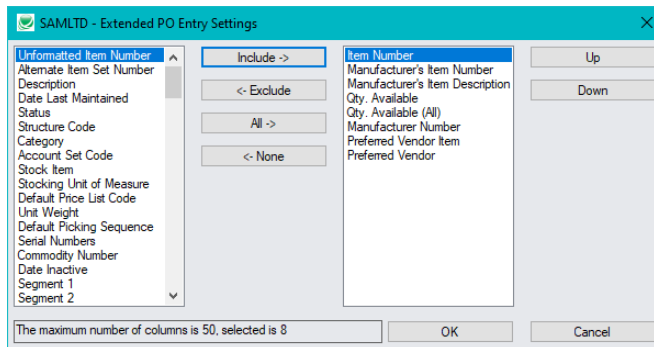 SAMLTD - Extended PO Entry Settings
Unformatted Item Number
Alternate Item Set Number
Description
Date Last Maintained
Status
Structure Code
Category
Account Set Code
Stock Item
Stocking Unit of Measure
Default Price List Code
Unit Weight
Default Picking Sequence
Serial Numbers
Commodity Number
Date Inactive
Segment 1
Segment 2
Include ->
<- Exclude
All ->
<- None
Item Number
Manufacturer's Item Number
Manufacturer's Item Description
Qty. Available
Qty. Available (All)
Manufacturer Number
Preferred Vendor Item
Preferred Vendor
Up
Down
The maximum number of columns is 50, selected is 8
OK
Cancel